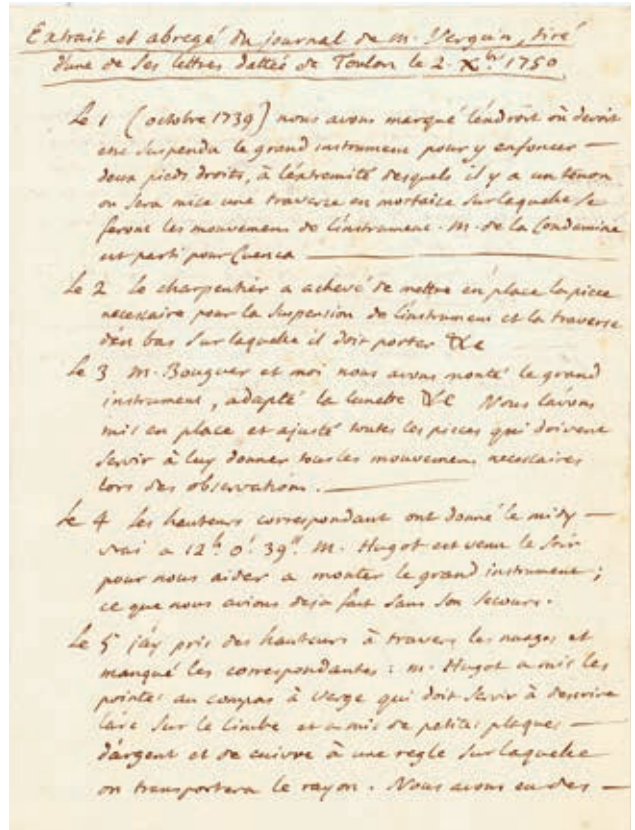 Extrait et abregé du journal de m. Verguin, tiré
d'une de ses lettres dattée de Toulon le 2. Xbre 1750
Le 1 (octobre 1739) nous avons marqué l'endroit où devoit
etre suspendu le grand instrument pour y enfoncer —
deux pieds droits, à l'extremité desquels il y a un tenon
ou sera mise une traverse en mortaise sur laquelle se
feront les mouvemens de l'instrument. M. de la Condamine
est parti pour Cuenca —
Le 2 le charpentier a achevé de mettre en place la piece
necessaire pour la suspension de l'instrument et la traverse
d'en bas sur laquelle il doit porter &c
Le 3 M. Bouguer et moi nous avons monté le grand
instrument, adapté la lunette &c Nous l'avons
mis en place et ajusté toutes les pieces qui doivent
servir à luy donner tous les mouvemens necessaires
lors des observations. —
Le 4 les hauteurs correspondant ont donné le midy —
vrai a 12h. 0'. 39". M. Hugot est venu le soir
pour nous aider a monter le grand instrument;
ce que nous avions deja fait sans son secours.
Le 5 j'ay pris des hauteurs à travers les nuages et
manqué les correspondantes : m. Hugot a mis les
pointes au compas à verge qui doit servir à descrire
l'arc sur le limbe et a mis de petites plaques —
d'argent et de cuivre à une regle sur laquelle
on transportera le rayon. Nous avons eu des —